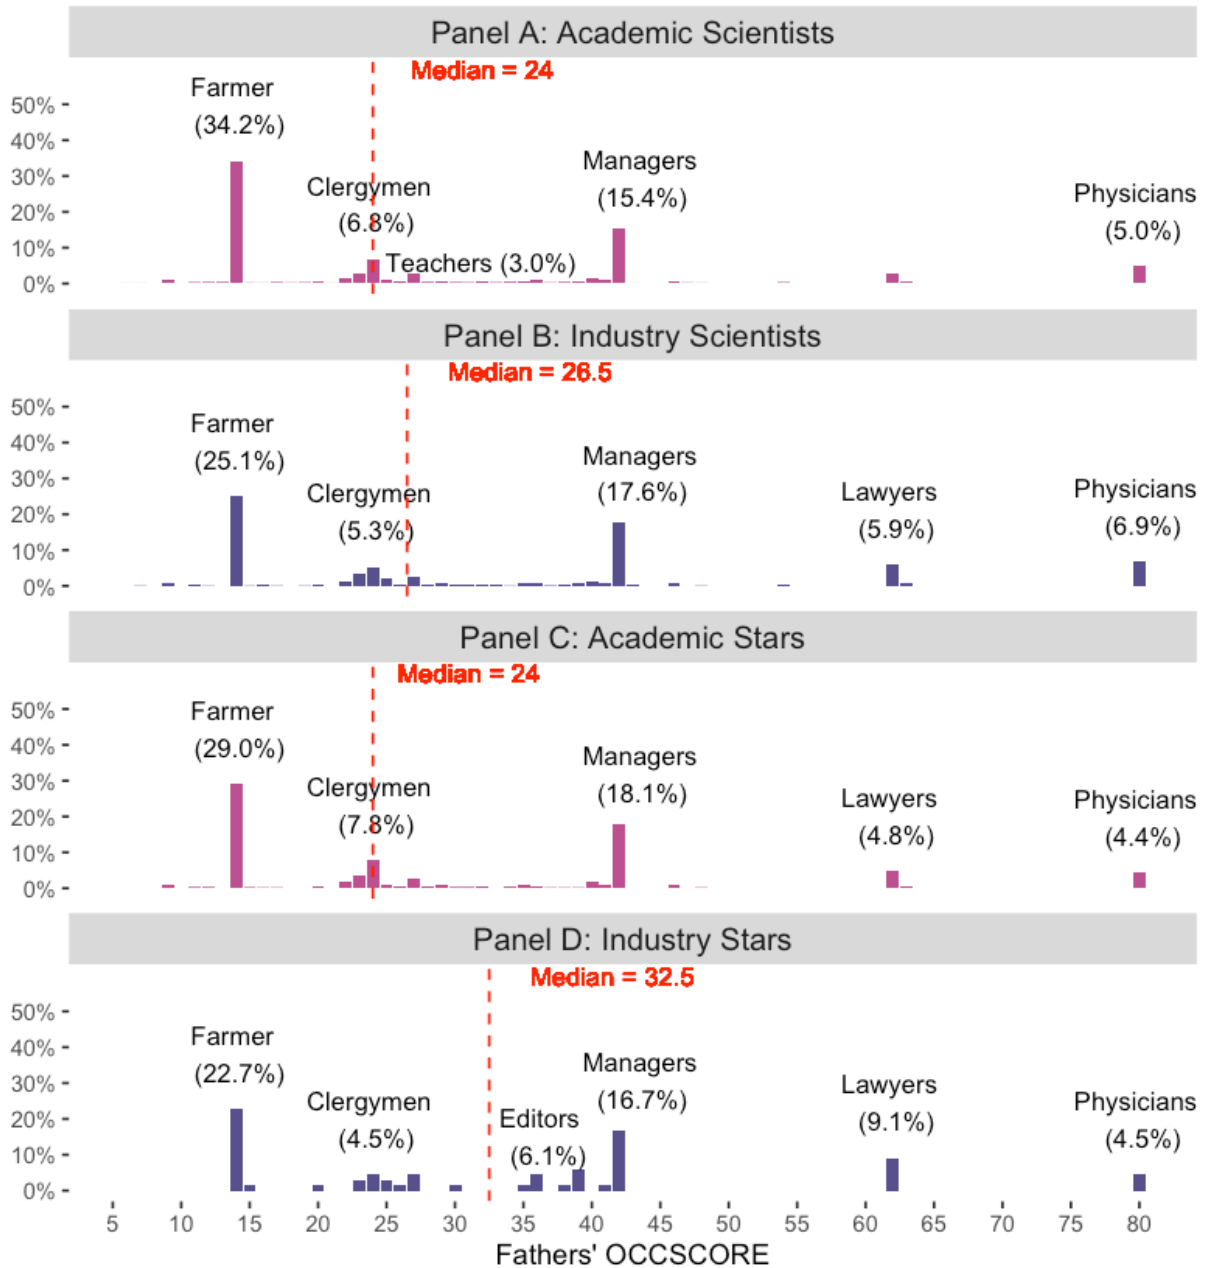 Panel A: Academic Scientists
Median = 24
Farmer
(34.2%)
Clergymen
(6.8%)
Teachers (3.0%)
Managers
(15.4%)
Physicians
(5.0%)
50%
40%
30%
20%
10%
0%
Panel B: Industry Scientists
Median = 26.5
Farmer
(25.1%)
Clergymen
(5.3%)
Managers
(17.6%)
Lawyers
(5.9%)
Physicians
(6.9%)
50%
40%
30%
20%
10%
0%
Panel C: Academic Stars
Median = 24
Farmer
(29.0%)
Clergymen
(7.8%)
Managers
(18.1%)
Lawyers
(4.8%)
Physicians
(4.4%)
50%
40%
30%
20%
10%
0%
Panel D: Industry Stars
Median = 32.5
Farmer
(22.7%)
Clergymen
(4.5%)
Editors
(6.1%)
Managers
(16.7%)
Lawyers
(9.1%)
Physicians
(4.5%)
50%
40%
30%
20%
10%
0%
5 10 15 20 25 30 35 40 45 50 55 60 65 70 75 80
Fathers' OCCSCORE